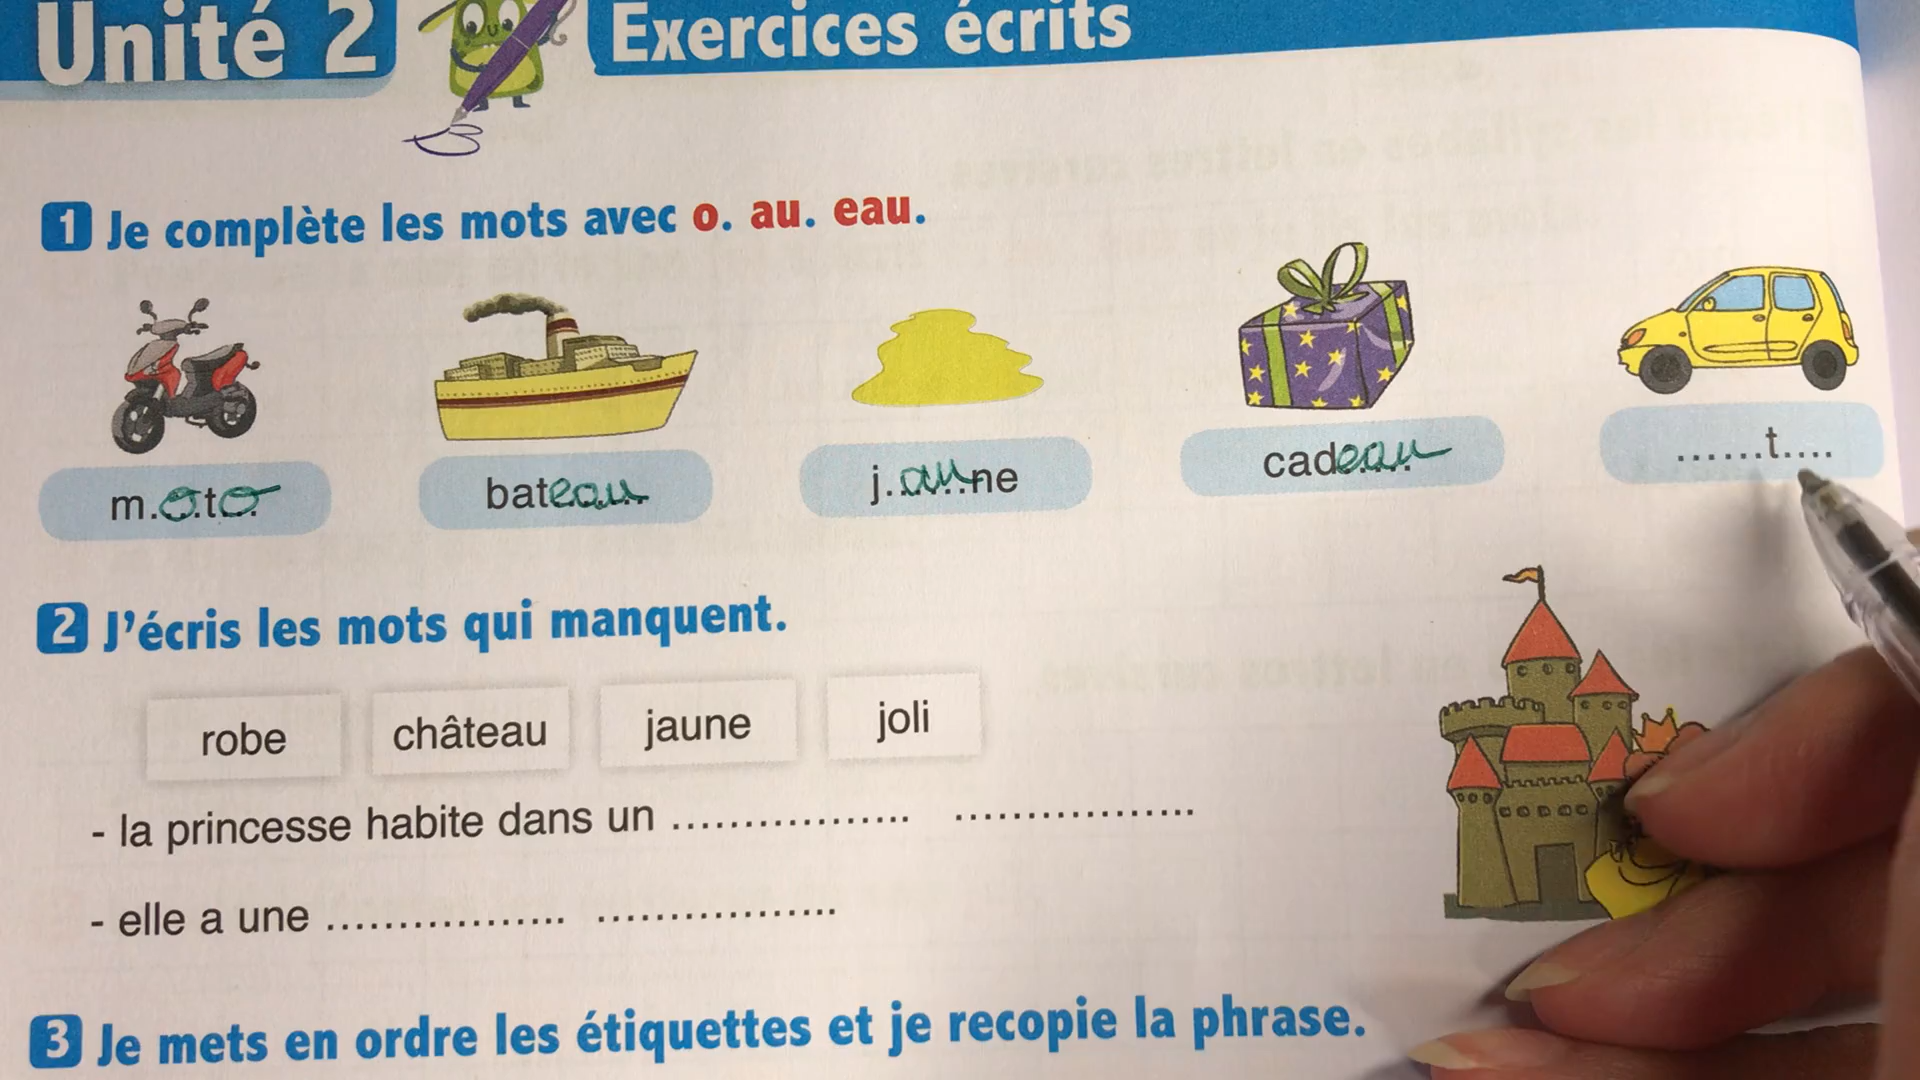 Unité 2
Exercices écrits
1 Je complète les mots avec o. au. eau.
m.o.to
bateau
j.au.ne
cadeau
......t....
2 J'écris les mots qui manquent.
robe château jaune joli
- la princesse habite dans un ................. .................
- elle a une ................. .................
3 Je mets en ordre les étiquettes et je recopie la phrase.